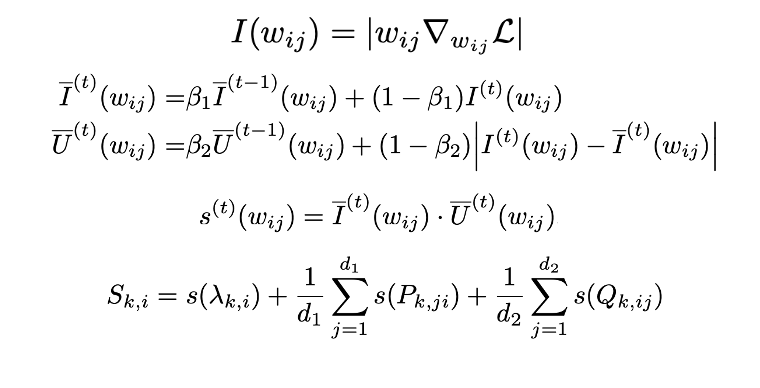 $I(w_{ij}) = |w_{ij} \nabla_{w_{ij}} \mathcal{L}|$
$\overline{I}^{(t)}(w_{ij}) = \beta_1 \overline{I}^{(t-1)}(w_{ij}) + (1 - \beta_1) I^{(t)}(w_{ij})$
$\overline{U}^{(t)}(w_{ij}) = \beta_2 \overline{U}^{(t-1)}(w_{ij}) + (1 - \beta_2) \left| I^{(t)}(w_{ij}) - \overline{I}^{(t)}(w_{ij}) \right|$
$s^{(t)}(w_{ij}) = \overline{I}^{(t)}(w_{ij}) \cdot \overline{U}^{(t)}(w_{ij})$
$S_{k,i} = s(\lambda_{k,i}) + \frac{1}{d_1} \sum_{j=1}^{d_1} s(P_{k,ji}) + \frac{1}{d_2} \sum_{j=1}^{d_2} s(Q_{k,ij})$